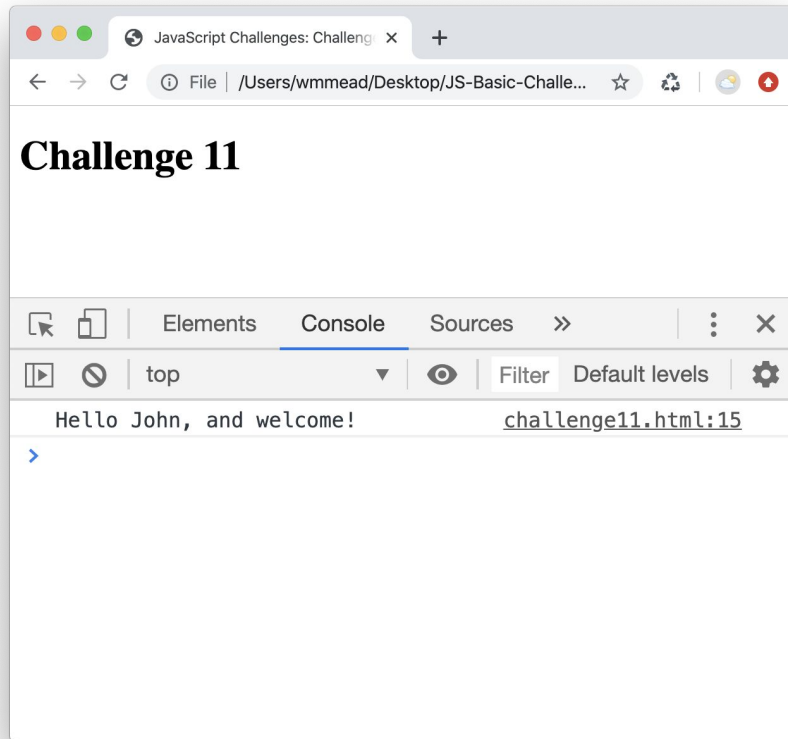 JavaScript Challenges: Challeng
File /Users/wmmead/Desktop/JS-Basic-Challe...
Challenge 11
Elements Console Sources
top Filter Default levels
Hello John, and welcome! challenge11.html:15